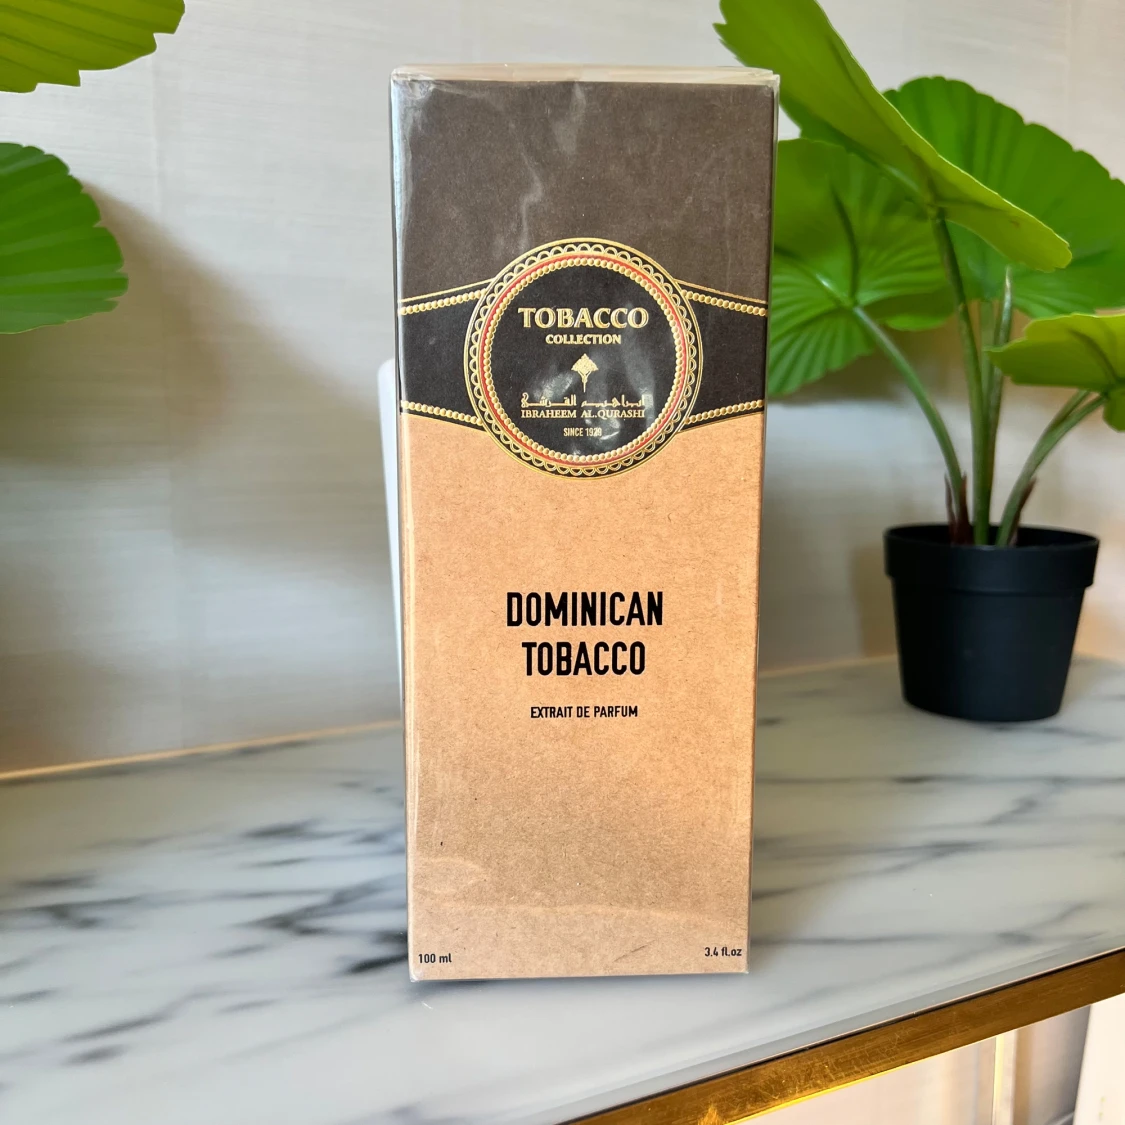 TOBACCO
COLLECTION
ابراهيم القرشي
IBRAHEEM AL.QURASHI
SINCE 1929
DOMINICAN
TOBACCO
EXTRAIT DE PARFUM
100 ml
3.4 fl.oz